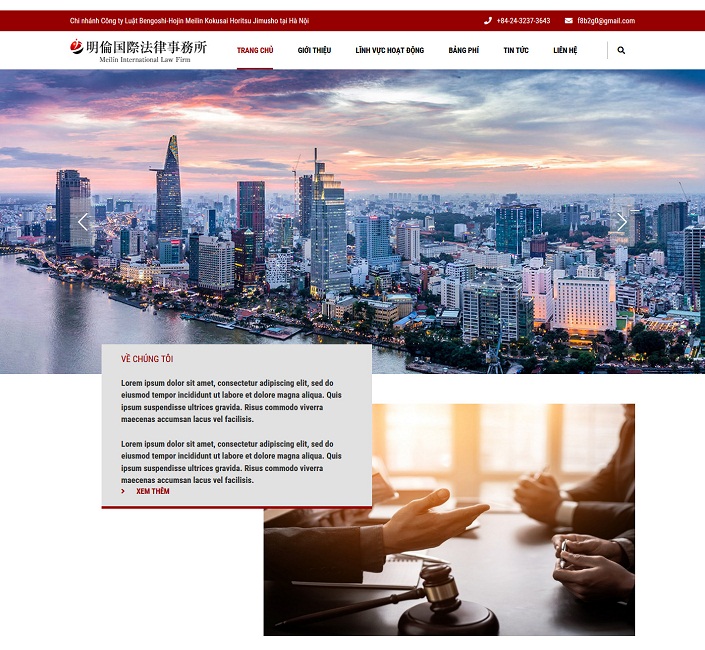 Chi nhánh Công ty Luật Bengoshi-Hojin Meilin Kokusai Horitsu Jimusho tại Hà Nội
+84-24-3237-3643
f8b2g0@gmail.com
明倫国際法律事務所
Meilin International Law Firm
TRANG CHỦ
GIỚI THIỆU
LĨNH VỰC HOẠT ĐỘNG
BẢNG PHÍ
TIN TỨC
LIÊN HỆ
VỀ CHÚNG TÔI
Lorem ipsum dolor sit amet, consectetur adipiscing elit, sed do
eiusmod tempor incididunt ut labore et dolore magna aliqua. Quis
ipsum suspendisse ultrices gravida. Risus commodo viverra
maecenas accumsan lacus vel facilisis.
Lorem ipsum dolor sit amet, consectetur adipiscing elit, sed do
eiusmod tempor incididunt ut labore et dolore magna aliqua. Quis
ipsum suspendisse ultrices gravida. Risus commodo viverra
maecenas accumsan lacus vel facilisis.
XEM THÊM